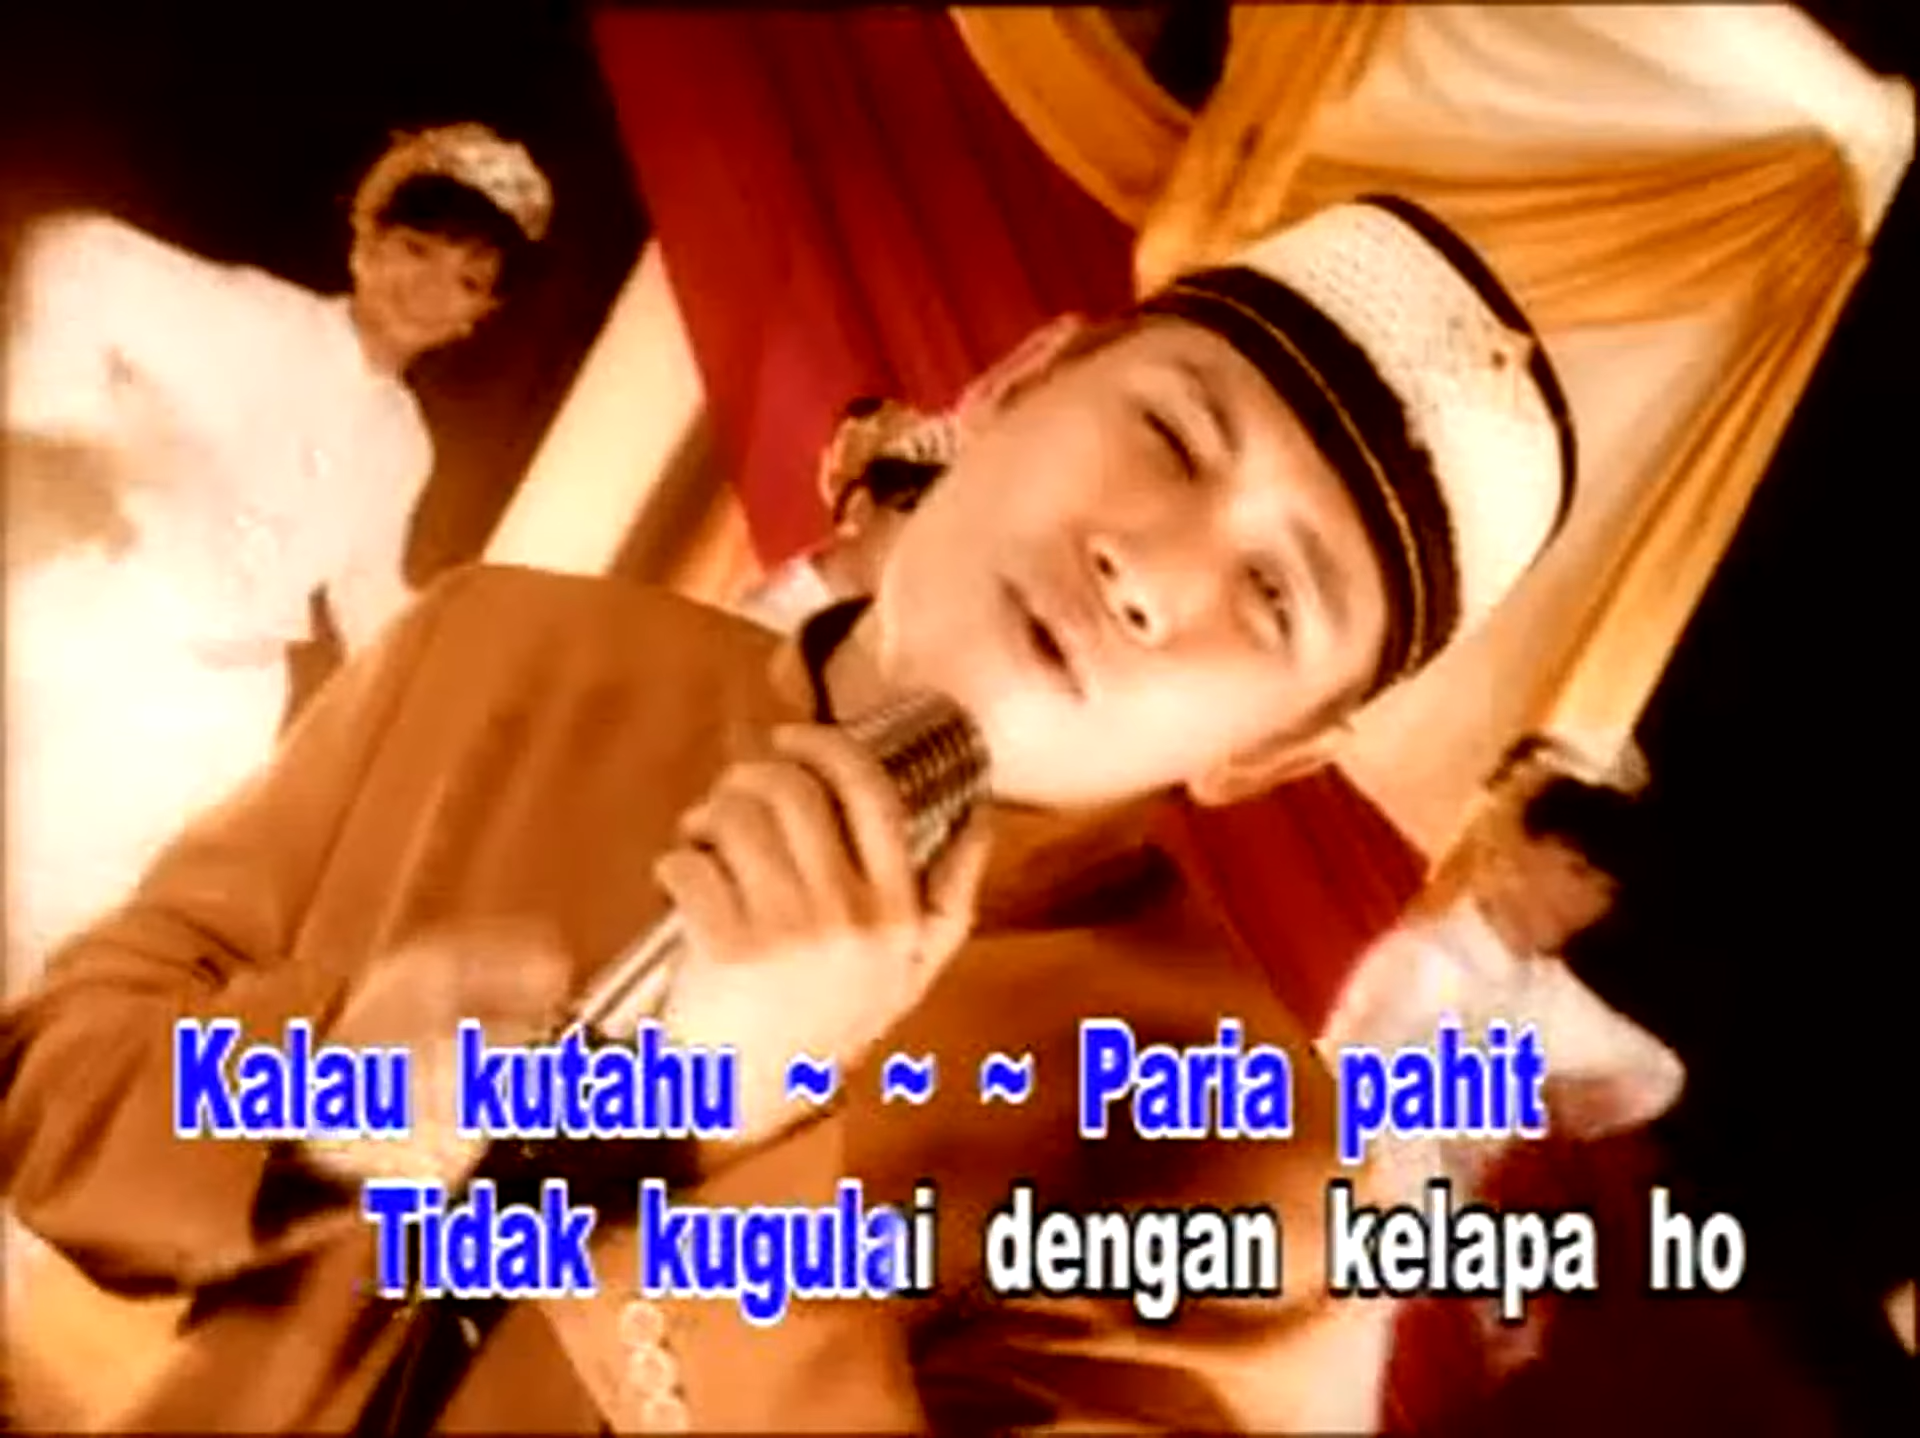 Kalau kutahu ~ ~ ~ Paria pahit
Tidak kugulai dengan kelapa ho